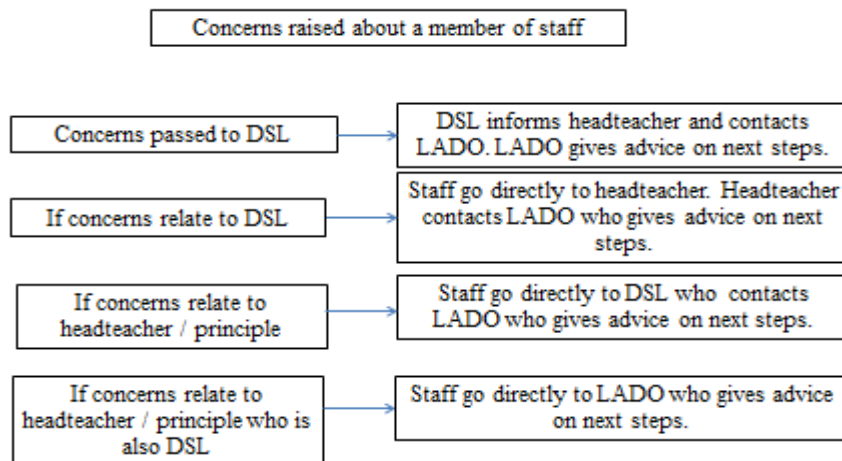 Concerns raised about a member of staff
Concerns passed to DSL
DSL informs headteacher and contacts
LADO. LADO gives advice on next steps.
If concerns relate to DSL
Staff go directly to headteacher. Headteacher
contacts LADO who gives advice on next
steps.
If concerns relate to
headteacher / principle
Staff go directly to DSL who contacts
LADO who gives advice on next steps.
If concerns relate to
headteacher / principle who is
also DSL
Staff go directly to LADO who gives advice
on next steps.